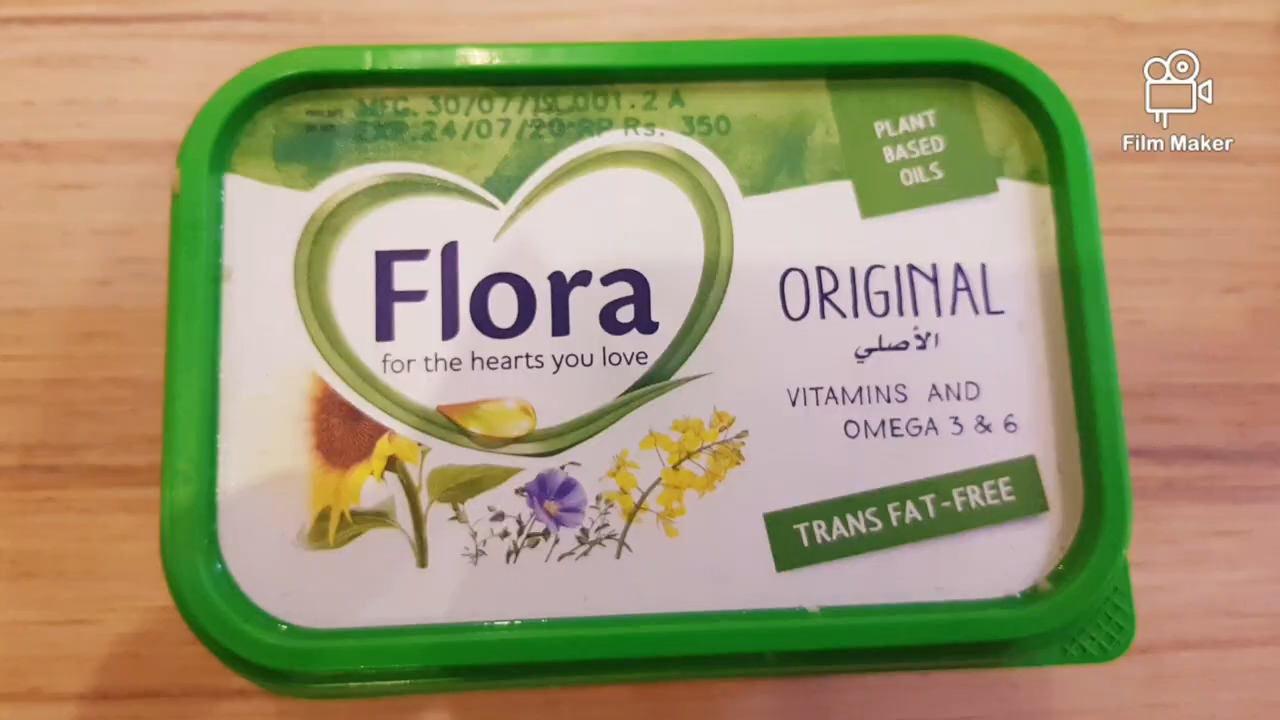 MFG. 30/07/19 001.2 A
EXP. 24/07/20 RP Rs. 350
PLANT
BASED
OILS
Film Maker
Flora
for the hearts you love
ORIGINAL
الأصلي
VITAMINS AND
OMEGA 3 & 6
TRANS FAT-FREE